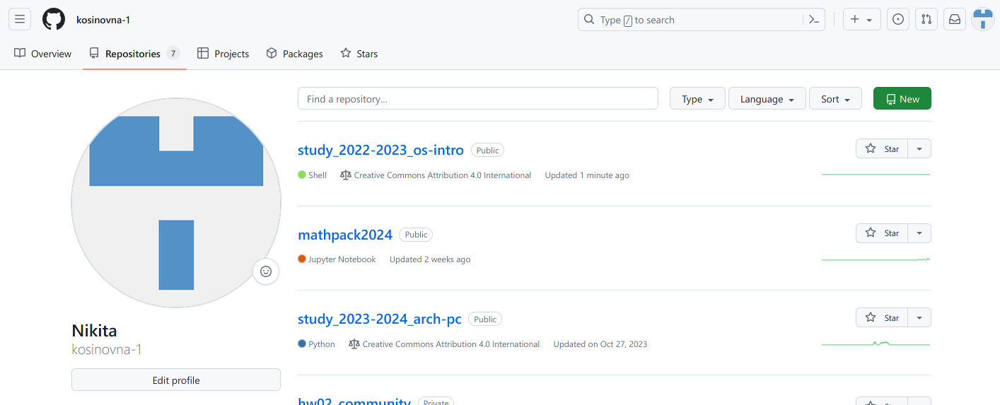 kosinovna-1
Type / to search
Overview
Repositories 7
Projects
Packages
Stars
Find a repository...
Type
Language
Sort
New
study_2022-2023_os-intro Public
Star
Shell Creative Commons Attribution 4.0 International Updated 1 minute ago
mathpack2024 Public
Star
Jupyter Notebook Updated 2 weeks ago
study_2023-2024_arch-pc Public
Star
Python Creative Commons Attribution 4.0 International Updated on Oct 27, 2023
hw02_community Private
Star
Nikita
kosinovna-1
Edit profile